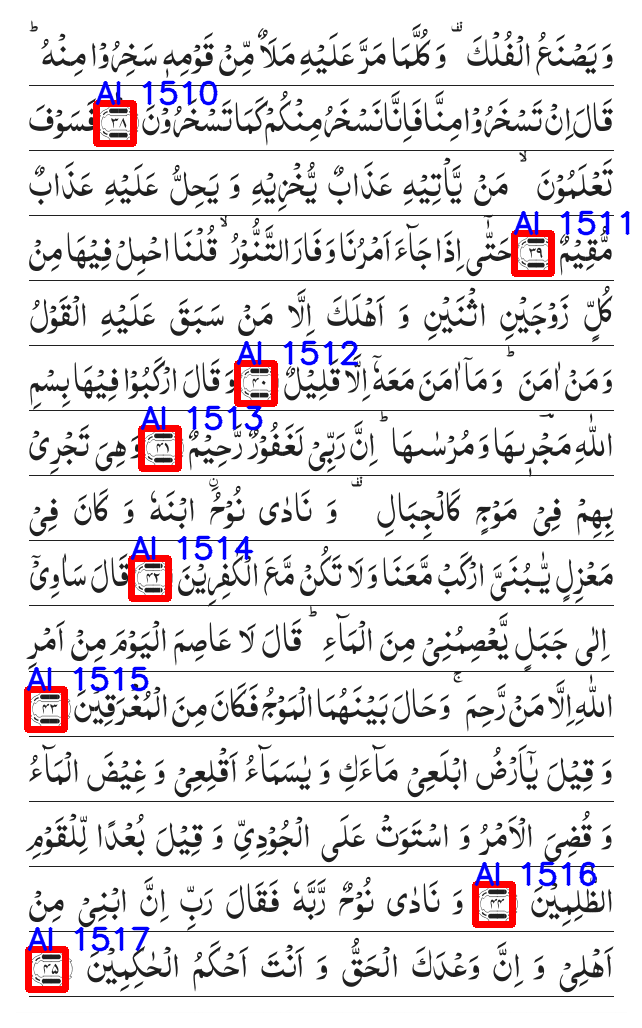 وَ یَصْنَعُ الْفُلْكَ ۫ وَ كُلَّمَا مَرَّ عَلَیْهِ مَلَاٌ مِّنْ قَوْمِهٖ سَخِرُوْا مِنْهُ ؕ
AI 1510
قَالَ اِنْ تَسْخَرُوْا مِنَّا فَاِنَّا نَسْخَرُ مِنْكُمْ كَمَا تَسْخَرُوْنَ ۳۸ فَسَوْفَ
تَعْلَمُوْنَ ۙ مَنْ یَّاْتِیْهِ عَذَابٌ یُّخْزِیْهِ وَ یَحِلُّ عَلَیْهِ عَذَابٌ
AI 1511
مُّقِیْمٌ ۳۹ حَتّٰۤی اِذَا جَآءَ اَمْرُنَا وَ فَارَ التَّنُّوْرُ ۙ قُلْنَا احْمِلْ فِیْهَا مِنْ
كُلٍّ زَوْجَیْنِ اثْنَیْنِ وَ اَهْلَكَ اِلَّا مَنْ سَبَقَ عَلَیْهِ الْقَوْلُ
AI 1512
وَ مَنْ اٰمَنَ ؕ وَ مَاۤ اٰمَنَ مَعَهٗۤ اِلَّا قَلِیْلٌ ۴۰ وَ قَالَ ارْكَبُوْا فِیْهَا بِسْمِ
AI 1513
اللّٰهِ مَجْرٖىهَا وَ مُرْسٰىهَا ؕ اِنَّ رَبِّیْ لَغَفُوْرٌ رَّحِیْمٌ ۴۱ وَ هِیَ تَجْرِیْ
بِهِمْ فِیْ مَوْجٍ كَالْجِبَالِ ۫ وَ نَادٰی نُوْحُ ِ۟ابْنَهٗ وَ كَانَ فِیْ
AI 1514
مَعْزِلٍ یّٰبُنَیَّ ارْكَبْ مَّعَنَا وَ لَا تَكُنْ مَّعَ الْكٰفِرِیْنَ ۴۲ قَالَ سَاٰوِیْۤ
اِلٰی جَبَلٍ یَّعْصِمُنِیْ مِنَ الْمَآءِ ؕ قَالَ لَا عَاصِمَ الْیَوْمَ مِنْ اَمْرِ
AI 1515
اللّٰهِ اِلَّا مَنْ رَّحِمَ ۚ وَ حَالَ بَیْنَهُمَا الْمَوْجُ فَكَانَ مِنَ الْمُغْرَقِیْنَ ۴۳
وَ قِیْلَ یٰۤاَرْضُ ابْلَعِیْ مَآءَكِ وَ یٰسَمَآءُ اَقْلِعِیْ وَ غِیْضَ الْمَآءُ
وَ قُضِیَ الْاَمْرُ وَ اسْتَوَتْ عَلَی الْجُوْدِیِّ وَ قِیْلَ بُعْدًا لِّلْقَوْمِ
AI 1516
الظّٰلِمِیْنَ ۴۴ وَ نَادٰی نُوْحٌ رَّبَّهٗ فَقَالَ رَبِّ اِنَّ ابْنِیْ مِنْ
AI 1517
اَهْلِیْ وَ اِنَّ وَعْدَكَ الْحَقُّ وَ اَنْتَ اَحْكَمُ الْحٰكِمِیْنَ ۴۵